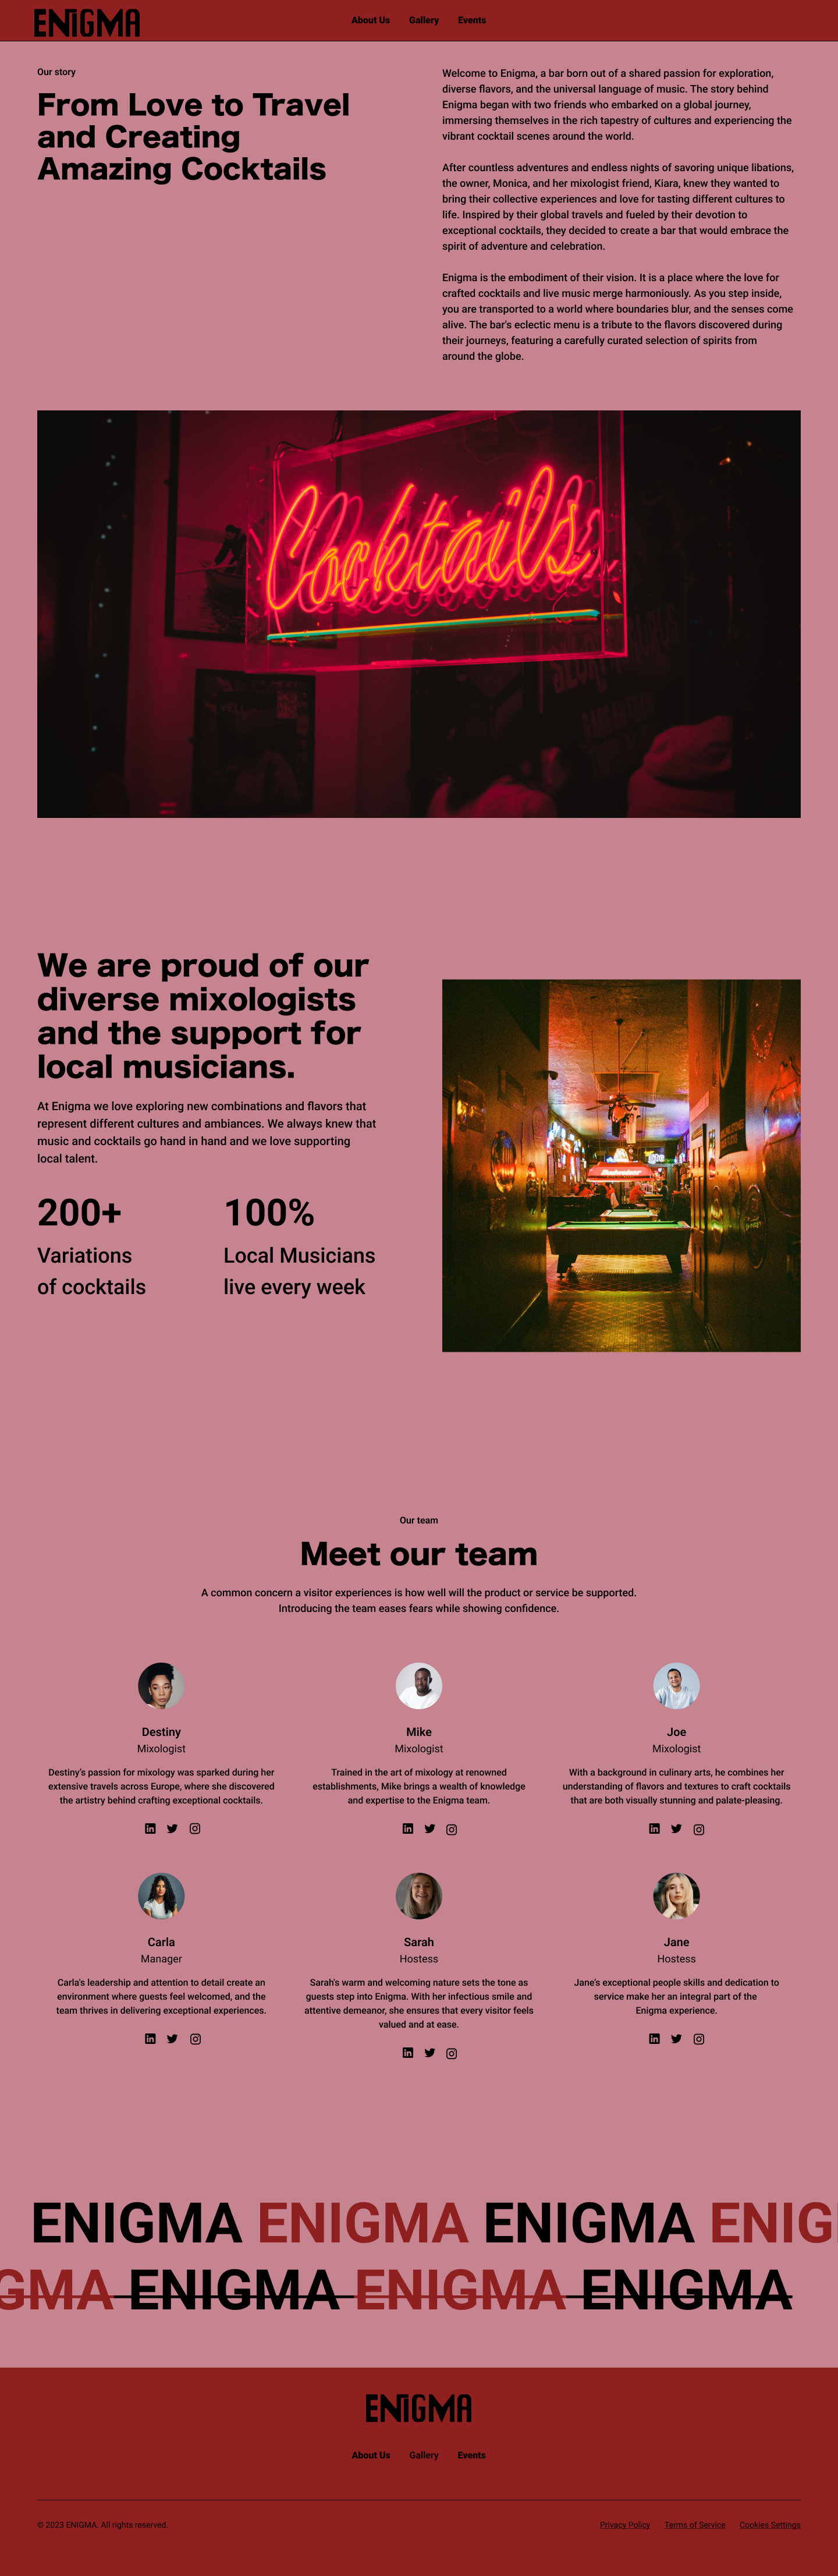 ENIGMA
About Us Gallery Events
Our story
From Love to Travel
and Creating
Amazing Cocktails
Welcome to Enigma, a bar born out of a shared passion for exploration,
diverse flavors, and the universal language of music. The story behind
Enigma began with two friends who embarked on a global journey,
immersing themselves in the rich tapestry of cultures and experiencing the
vibrant cocktail scenes around the world.
After countless adventures and endless nights of savoring unique libations,
the owner, Monica, and her mixologist friend, Kiara, knew they wanted to
bring their collective experiences and love for tasting different cultures to
life. Inspired by their global travels and fueled by their devotion to
exceptional cocktails, they decided to create a bar that would embrace the
spirit of adventure and celebration.
Enigma is the embodiment of their vision. It is a place where the love for
crafted cocktails and live music merge harmoniously. As you step inside,
you are transported to a world where boundaries blur, and the senses come
alive. The bar's eclectic menu is a tribute to the flavors discovered during
their journeys, featuring a carefully curated selection of spirits from
around the globe.
Cocktails
We are proud of our
diverse mixologists
and the support for
local musicians.
At Enigma we love exploring new combinations and flavors that
represent different cultures and ambiances. We always knew that
music and cocktails go hand in hand and we love supporting
local talent.
200+
Variations
of cocktails
100%
Local Musicians
live every week
Budweiser
Our team
Meet our team
A common concern a visitor experiences is how well will the product or service be supported.
Introducing the team eases fears while showing confidence.
Destiny
Mixologist
Destiny's passion for mixology was sparked during her
extensive travels across Europe, where she discovered
the artistry behind crafting exceptional cocktails.
Mike
Mixologist
Trained in the art of mixology at renowned
establishments, Mike brings a wealth of knowledge
and expertise to the Enigma team.
Joe
Mixologist
With a background in culinary arts, he combines her
understanding of flavors and textures to craft cocktails
that are both visually stunning and palate-pleasing.
Carla
Manager
Carla's leadership and attention to detail create an
environment where guests feel welcomed, and the
team thrives in delivering exceptional experiences.
Sarah
Hostess
Sarah's warm and welcoming nature sets the tone as
guests step into Enigma. With her infectious smile and
attentive demeanor, she ensures that every visitor feels
valued and at ease.
Jane
Hostess
Jane's exceptional people skills and dedication to
service make her an integral part of the
Enigma experience.
ENIGMA ENIGMA ENIGMA ENIG
GMA ENIGMA ENIGMA ENIGMA
ENIGMA
About Us Gallery Events
© 2023 ENIGMA. All rights reserved.
Privacy Policy Terms of Service Cookies Settings